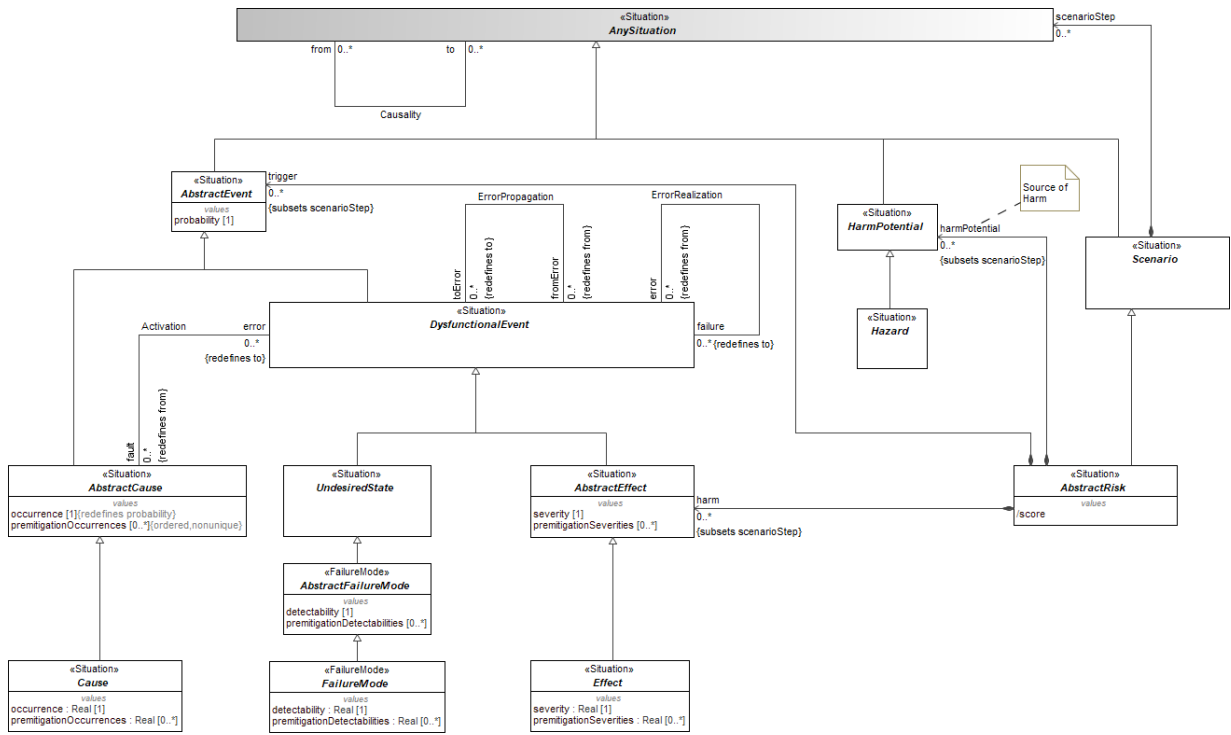 «Situation»
AnySituation
scenarioStep
0..*
from
0..*
to
0..*
Causality
«Situation»
AbstractEvent
values
probability [1]
trigger
0..*
{subsets scenarioStep}
ErrorPropagation
ErrorRealization
toError
0..*
{redefines to}
fromError
0..*
{redefines from}
error
0..*
{redefines from}
Source of
Harm
«Situation»
HarmPotential
harmPotential
0..*
{subsets scenarioStep}
«Situation»
Scenario
«Situation»
DysfunctionalEvent
«Situation»
Hazard
Activation
error
0..*
{redefines to}
failure
0..*
{redefines to}
fault
0..*
{redefines from}
«Situation»
AbstractCause
values
occurrence [1]{redefines probability}
premitigationOccurrences [0..*]{ordered,nonunique}
«Situation»
UndesiredState
«Situation»
AbstractEffect
values
severity [1]
premitigationSeverities [0..*]
harm
0..*
{subsets scenarioStep}
«Situation»
AbstractRisk
values
/score
«FailureMode»
AbstractFailureMode
values
detectability [1]
premitigationDetectabilities [0..*]
«Situation»
Cause
values
occurrence : Real [1]
premitigationOccurrences : Real [0..*]
«FailureMode»
FailureMode
values
detectability : Real [1]
premitigationDetectabilities : Real [0..*]
«Situation»
Effect
values
severity : Real [1]
premitigationSeverities : Real [0..*]